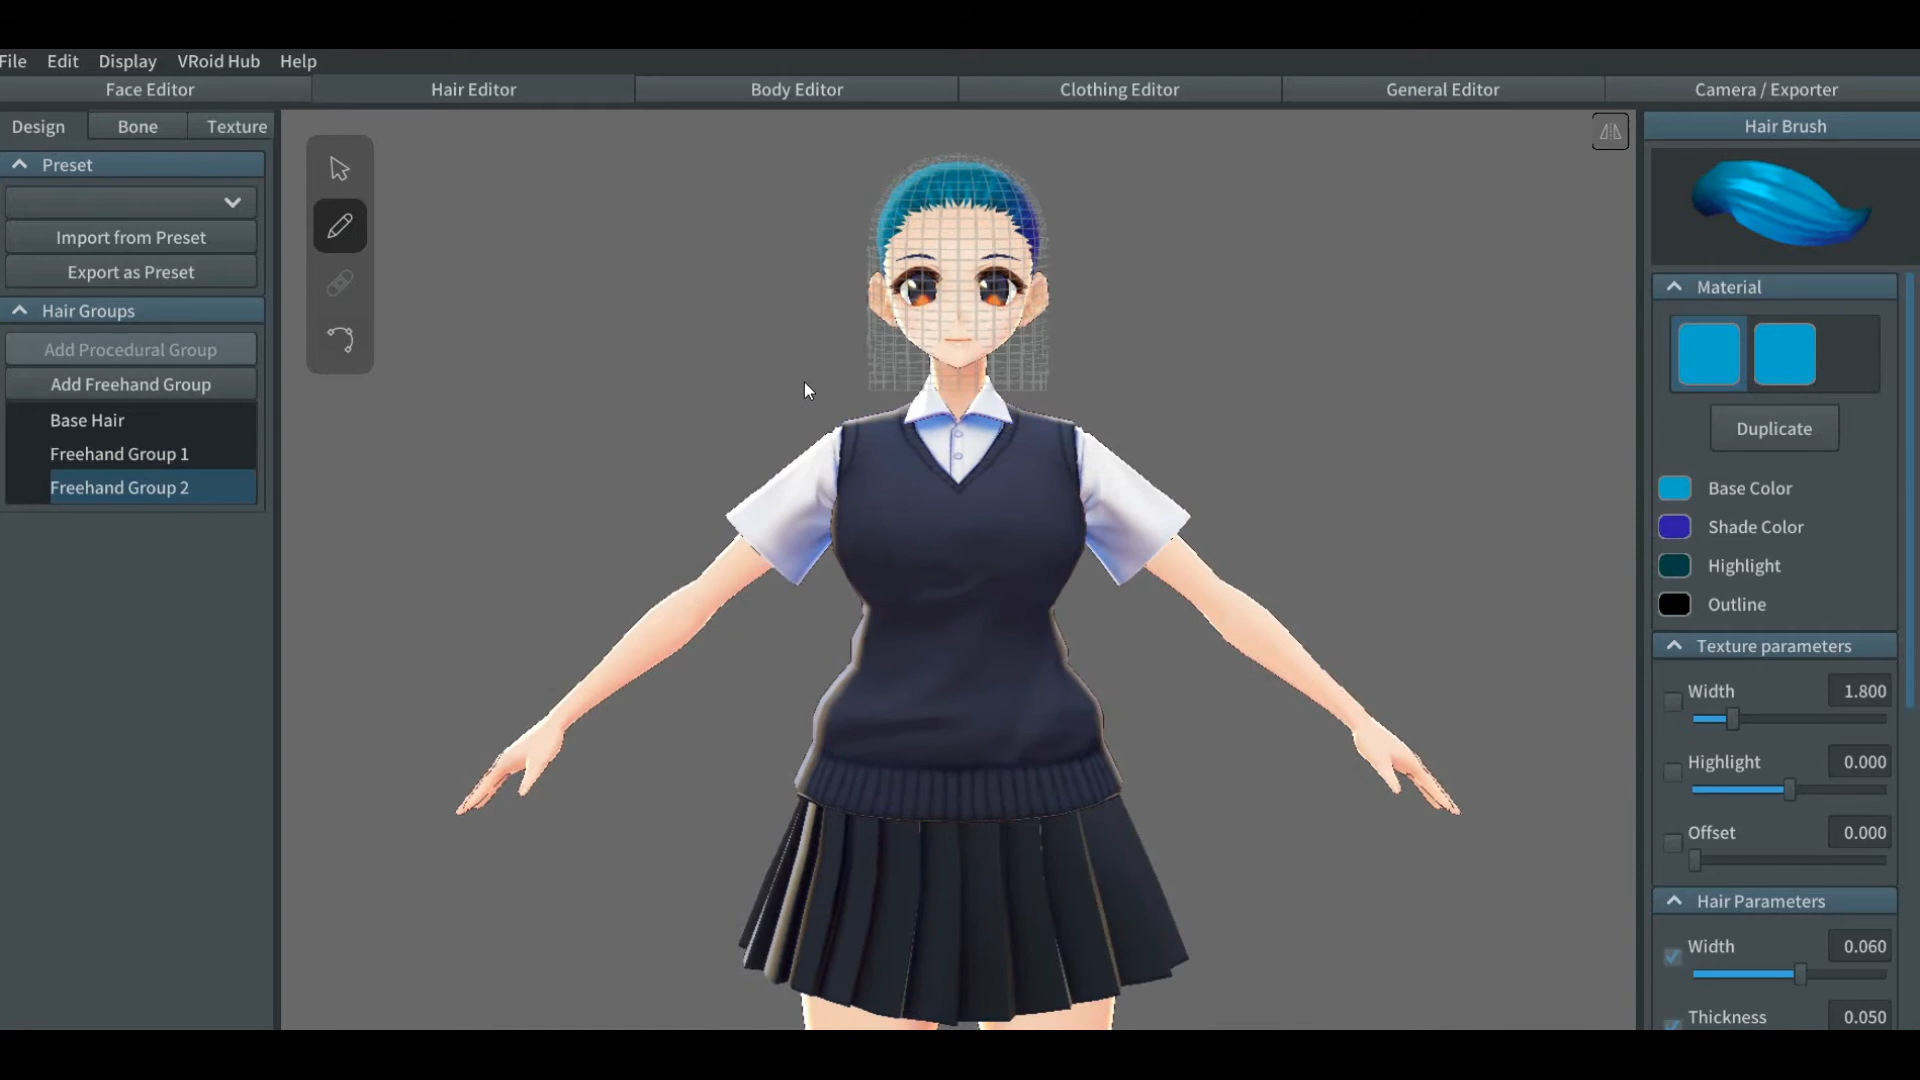 File Edit Display VRoid Hub Help
Face Editor Hair Editor Body Editor Clothing Editor General Editor Camera / Exporter
Design Bone Texture
Preset
Import from Preset
Export as Preset
Hair Groups
Add Procedural Group
Add Freehand Group
Base Hair
Freehand Group 1
Freehand Group 2
Hair Brush
Material
Duplicate
Base Color
Shade Color
Highlight
Outline
Texture parameters
Width 1.800
Highlight 0.000
Offset 0.000
Hair Parameters
Width 0.060
Thickness 0.050